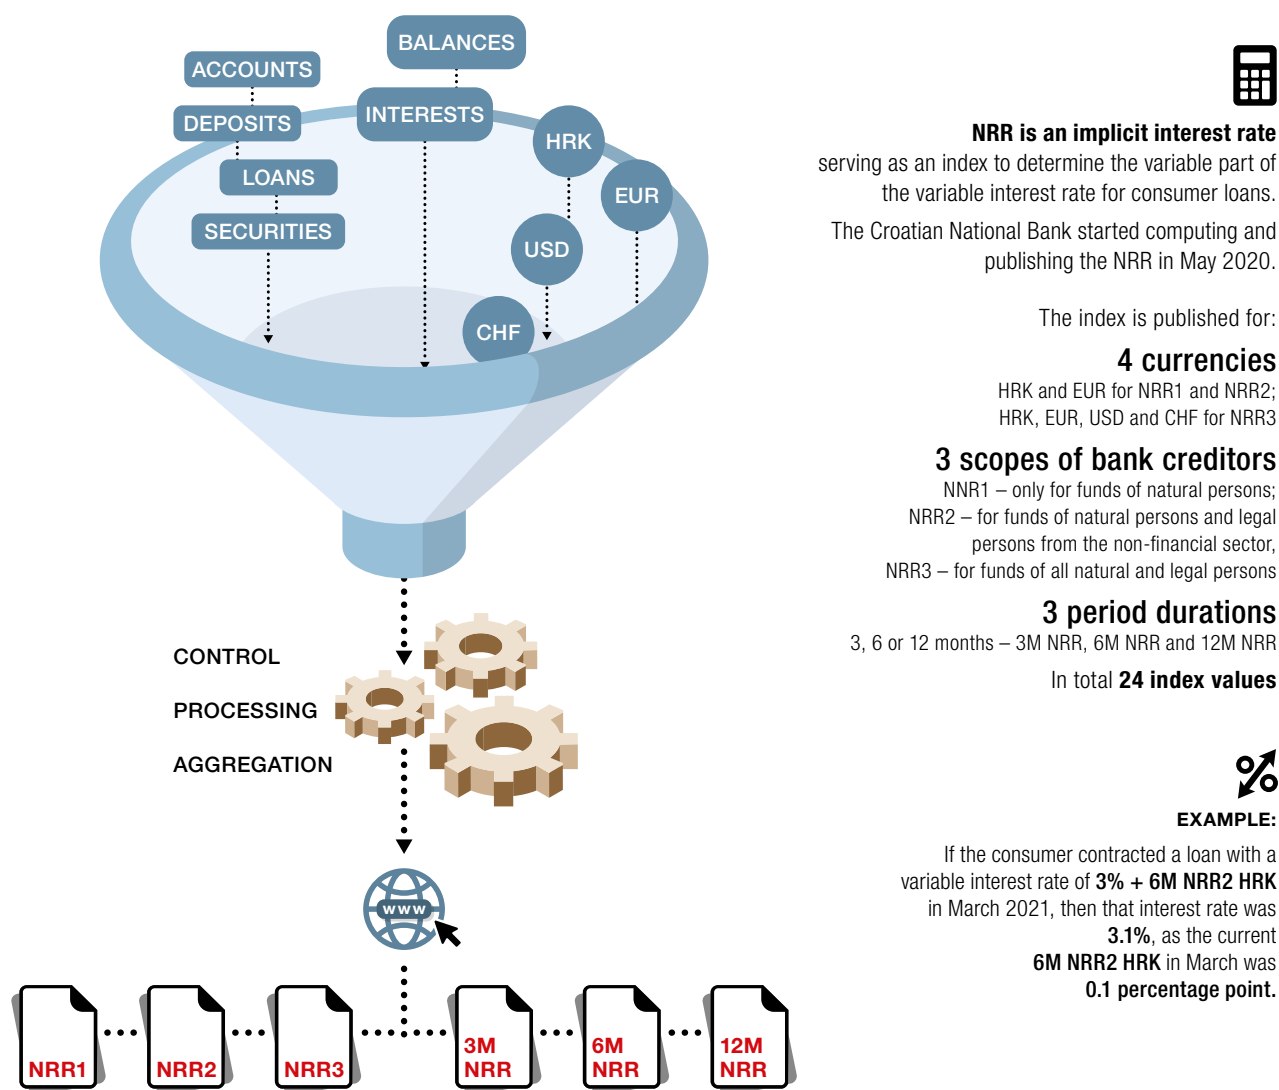 BALANCES
ACCOUNTS
INTERESTS
DEPOSITS
HRK
LOANS
EUR
SECURITIES
USD
CHF
CONTROL
PROCESSING
AGGREGATION
www
NRR1
NRR2
NRR3
3M
NRR
6M
NRR
12M
NRR
NRR is an implicit interest rate
serving as an index to determine the variable part of
the variable interest rate for consumer loans.
The Croatian National Bank started computing and
publishing the NRR in May 2020.
The index is published for:
4 currencies
HRK and EUR for NRR1 and NRR2;
HRK, EUR, USD and CHF for NRR3
3 scopes of bank creditors
NNR1 – only for funds of natural persons;
NRR2 – for funds of natural persons and legal
persons from the non-financial sector,
NRR3 – for funds of all natural and legal persons
3 period durations
3, 6 or 12 months – 3M NRR, 6M NRR and 12M NRR
In total 24 index values
%
EXAMPLE:
If the consumer contracted a loan with a
variable interest rate of 3% + 6M NRR2 HRK
in March 2021, then that interest rate was
3.1%, as the current
6M NRR2 HRK in March was
0.1 percentage point.